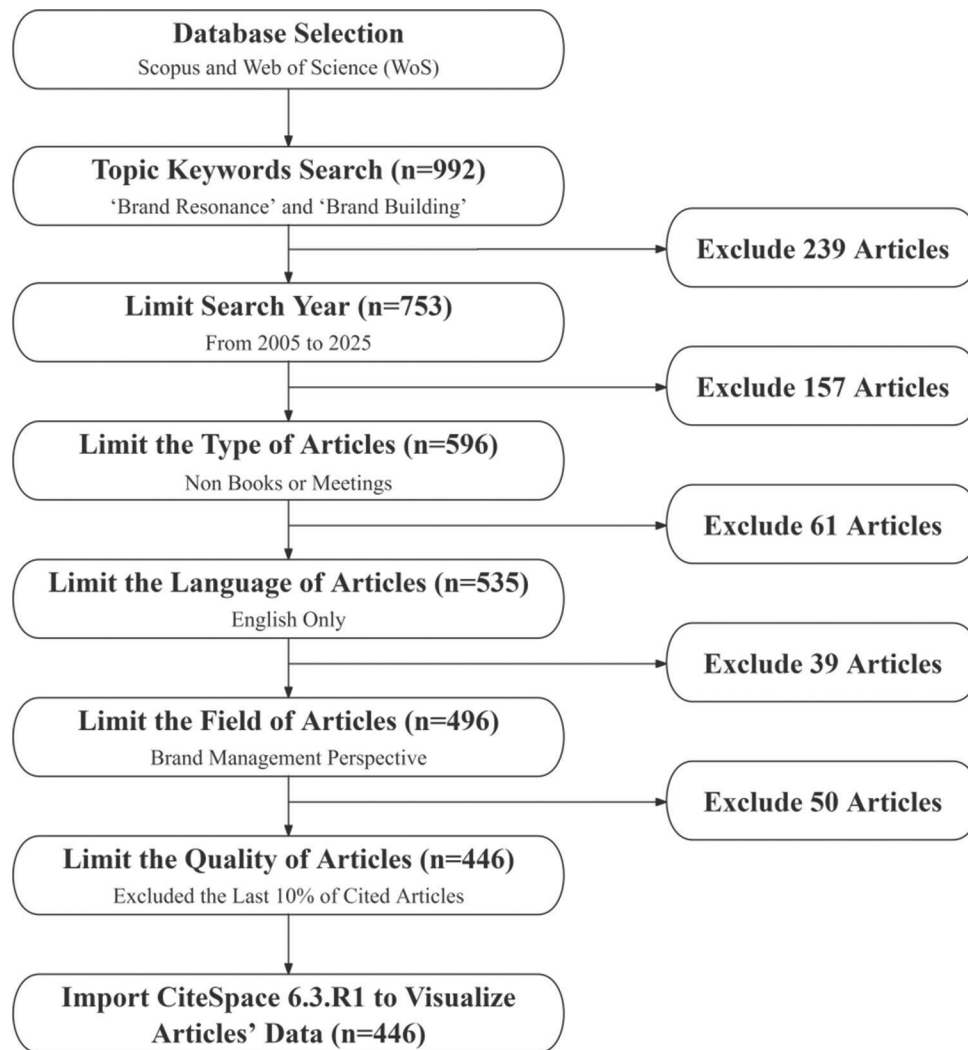 Database Selection
Scopus and Web of Science (WoS)
Topic Keywords Search (n=992)
‘Brand Resonance’ and ‘Brand Building’
Exclude 239 Articles
Limit Search Year (n=753)
From 2005 to 2025
Exclude 157 Articles
Limit the Type of Articles (n=596)
Non Books or Meetings
Exclude 61 Articles
Limit the Language of Articles (n=535)
English Only
Exclude 39 Articles
Limit the Field of Articles (n=496)
Brand Management Perspective
Exclude 50 Articles
Limit the Quality of Articles (n=446)
Excluded the Last 10% of Cited Articles
Import CiteSpace 6.3.R1 to Visualize
Articles’ Data (n=446)